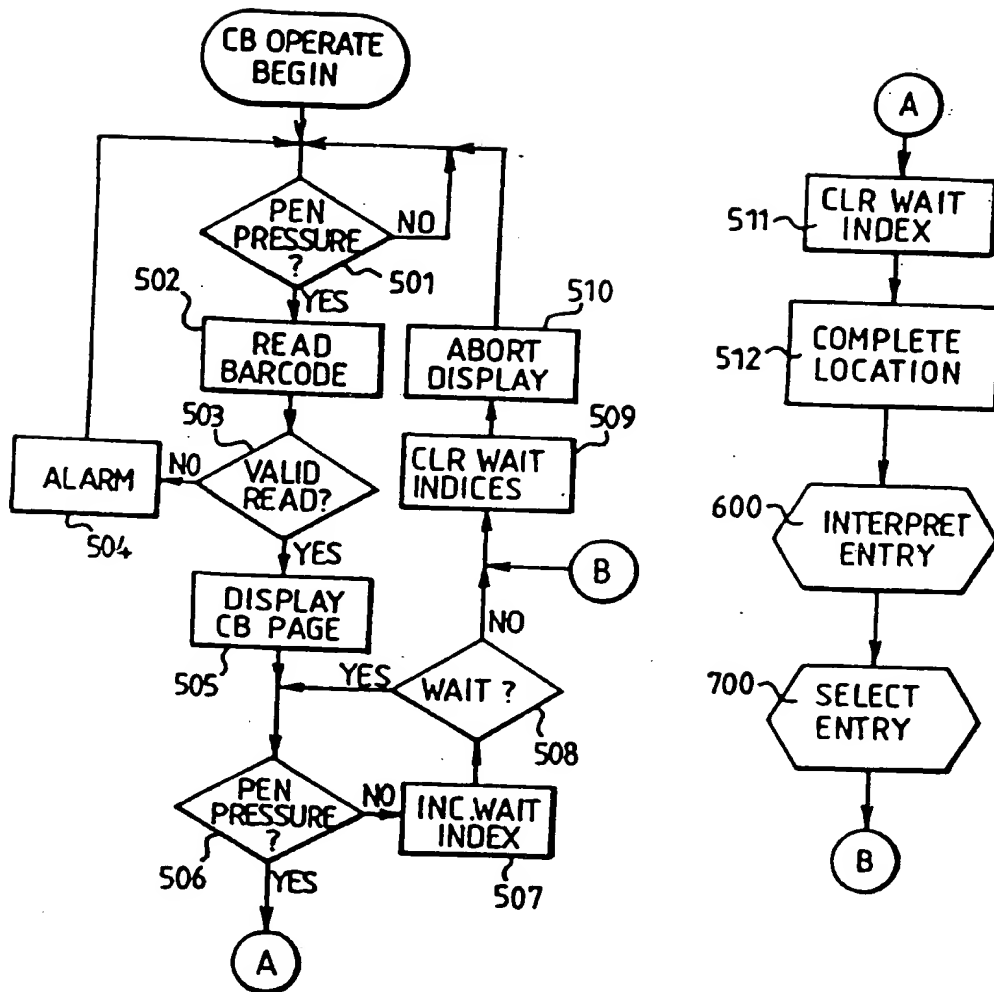 CB OPERATE
BEGIN
PEN
PRESSURE
?
NO
501
YES
502
READ
BARCODE
503
VALID
READ?
NO
ALARM
504
YES
DISPLAY
CB PAGE
505
PEN
PRESSURE
?
506
NO
YES
A
INC.WAIT
INDEX
507
WAIT ?
508
YES
NO
B
CLR WAIT
INDICES
509
ABORT
DISPLAY
510
A
CLR WAIT
INDEX
511
COMPLETE
LOCATION
512
600
INTERPRET
ENTRY
700
SELECT
ENTRY
B